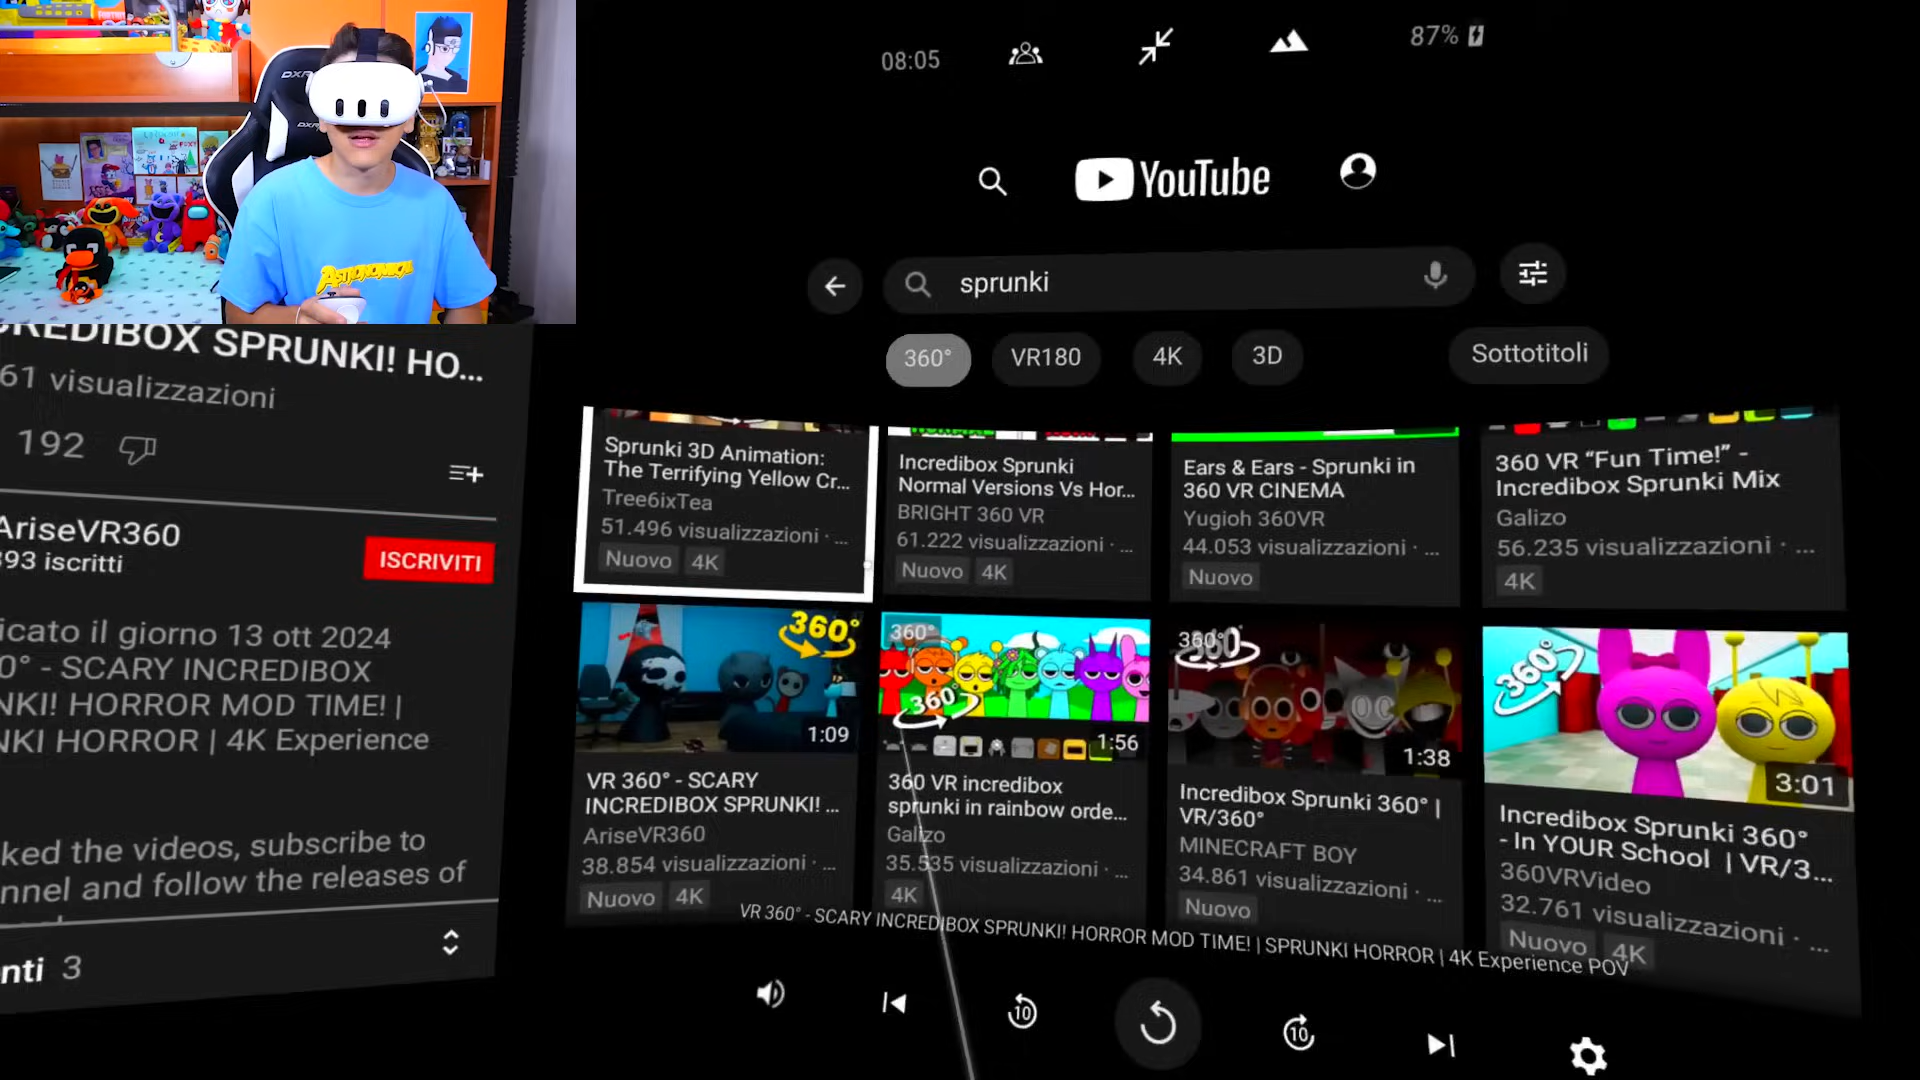 08:05
87%
YouTube
sprunki
360°
VR180
4K
3D
Sottotitoli
ASTRONOMICAL
REDIBOX SPRUNKI! HO...
61 visualizzazioni
192
AriseVR360
393 iscritti
ISCRIVITI
icato il giorno 13 ott 2024
0° - SCARY INCREDIBOX
NKI! HORROR MOD TIME! |
NKI HORROR | 4K Experience
ked the videos, subscribe to
nnel and follow the releases of
nti 3
Sprunki 3D Animation:
The Terrifying Yellow Cr...
Tree6ixTea
51.496 visualizzazioni · ...
Nuovo 4K
Incredibox Sprunki
Normal Versions Vs Hor...
BRIGHT 360 VR
61.222 visualizzazioni · ...
Nuovo 4K
Ears & Ears - Sprunki in
360 VR CINEMA
Yugioh 360VR
44.053 visualizzazioni · ...
Nuovo
360 VR “Fun Time!” -
Incredibox Sprunki Mix
Galizo
56.235 visualizzazioni · ...
4K
360°
1:09
VR 360° - SCARY
INCREDIBOX SPRUNKI! ...
AriseVR360
38.854 visualizzazioni · ...
Nuovo 4K
360°
360°
1:56
360 VR incredibox
sprunki in rainbow orde...
Galizo
35.535 visualizzazioni · ...
4K
360°
360°
1:38
Incredibox Sprunki 360° |
VR/360°
MINECRAFT BOY
34.861 visualizzazioni · ...
Nuovo
360°
3:01
Incredibox Sprunki 360°
- In YOUR School | VR/3...
360VRVideo
32.761 visualizzazioni · ...
Nuovo 4K
VR 360° - SCARY INCREDIBOX SPRUNKI! HORROR MOD TIME! | SPRUNKI HORROR | 4K Experience POV
10
10